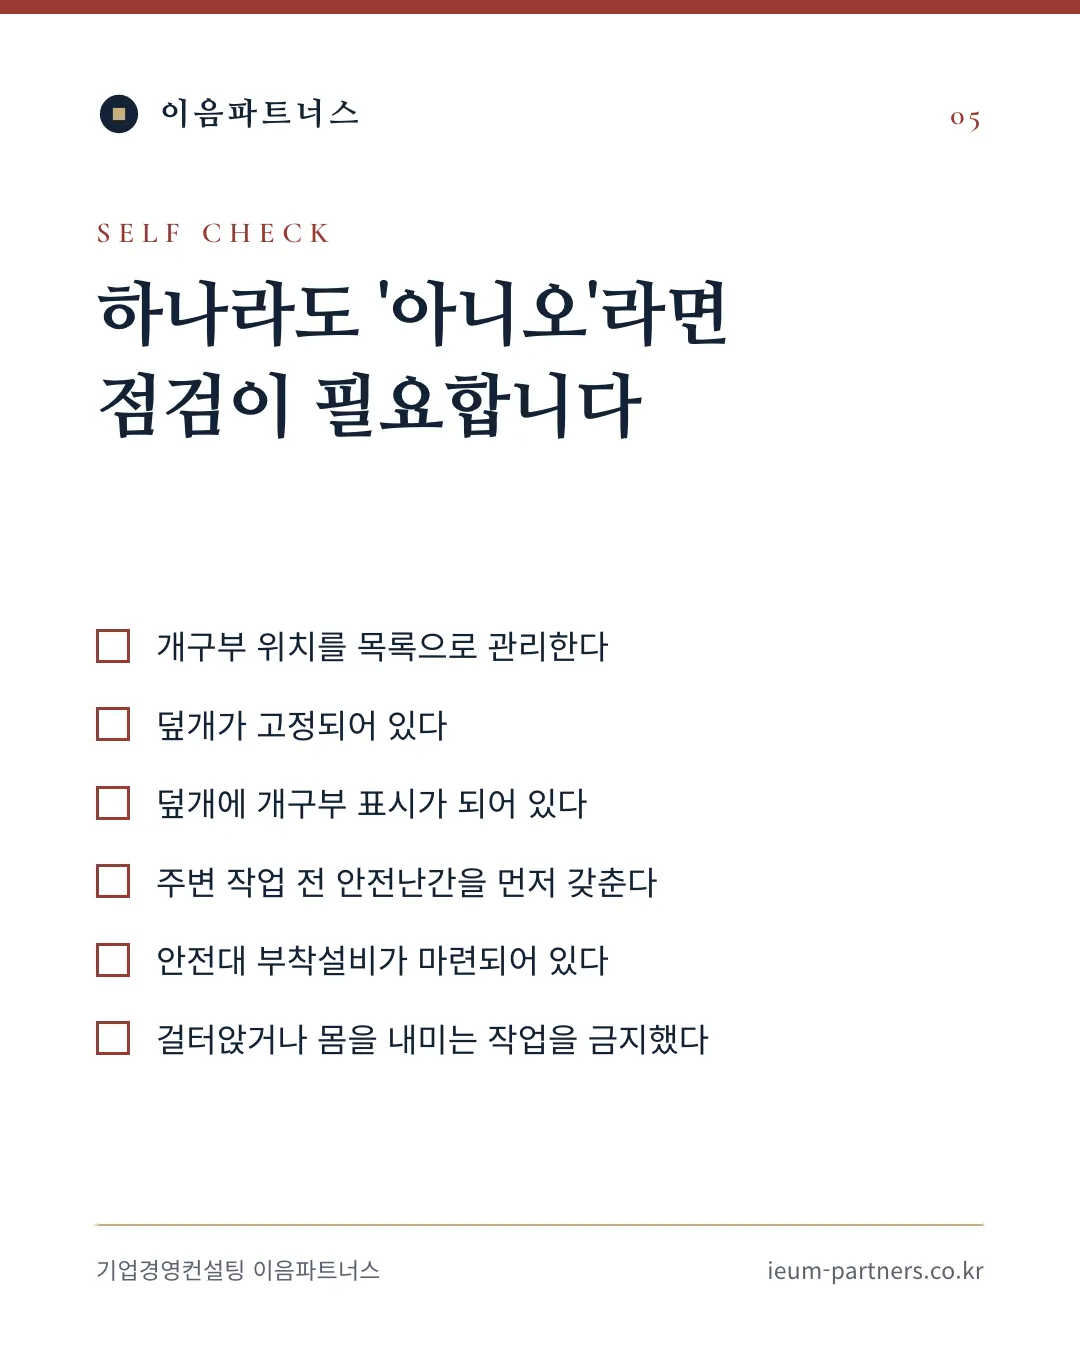 이음파트너스
05
SELF CHECK
하나라도 '아니오'라면
점검이 필요합니다
개구부 위치를 목록으로 관리한다
덮개가 고정되어 있다
덮개에 개구부 표시가 되어 있다
주변 작업 전 안전난간을 먼저 갖춘다
안전대 부착설비가 마련되어 있다
걸터앉거나 몸을 내미는 작업을 금지했다
기업경영컨설팅 이음파트너스
ieum-partners.co.kr